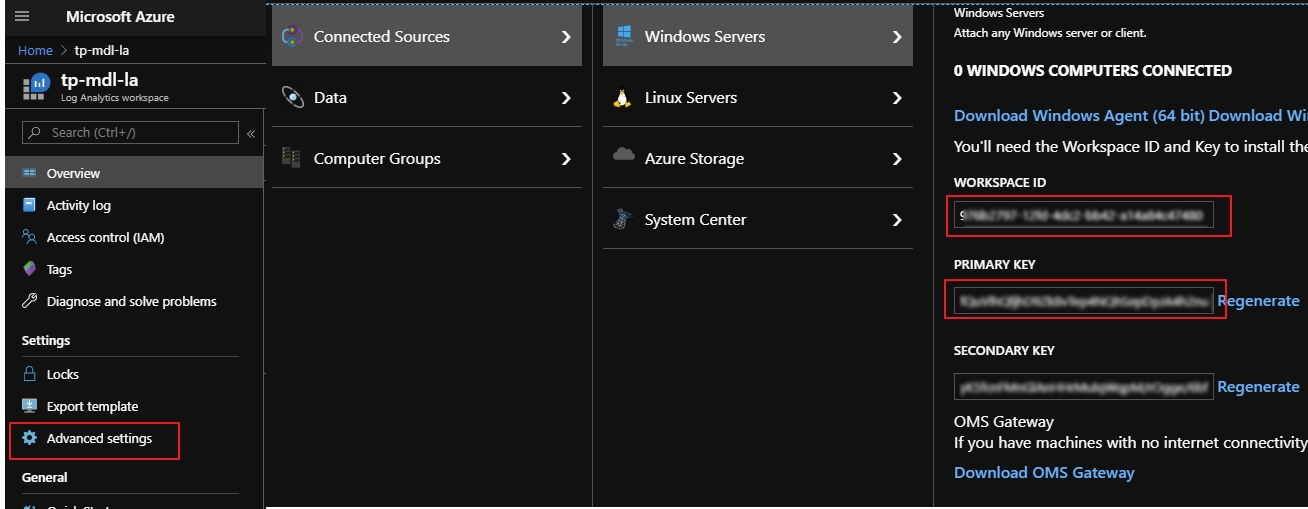 Microsoft Azure
Home > tp-mdl-la
tp-mdl-la
Log Analytics workspace
Search (Ctrl+/)
«
Overview
Activity log
Access control (IAM)
Tags
Diagnose and solve problems
Settings
Locks
Export template
Advanced settings
General
Connected Sources
Data
Computer Groups
Windows Servers
Linux Servers
Azure Storage
System Center
Windows Servers
Attach any Windows server or client.
0 WINDOWS COMPUTERS CONNECTED
Download Windows Agent (64 bit) Download Wi
You'll need the Workspace ID and Key to install the
WORKSPACE ID
PRIMARY KEY
Regenerate
SECONDARY KEY
Regenerate
OMS Gateway
If you have machines with no internet connectivity
Download OMS Gateway